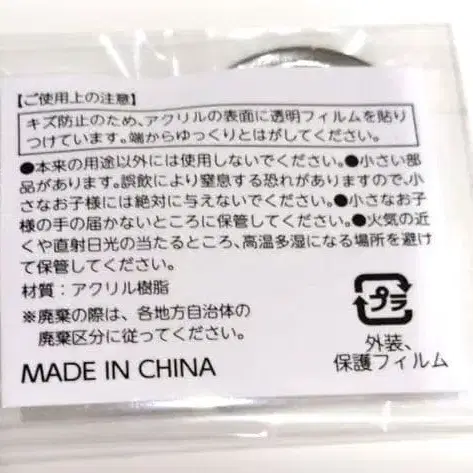 【ご使用上の注意】
キズ防止のため、アクリルの表面に透明フィルムを貼り
つけています。端からゆっくりとはがしてください。
●本来の用途以外には使用しないでください。●小さい部
品があります。誤飲により窒息する恐れがありますので、小
さなお子様には絶対に与えないでください。●小さなお子
様の手の届かないところに保管してください。●火気の近
くや直射日光の当たるところ、高温多湿になる場所を避け
て保管してください。
材質：アクリル樹脂
※廃棄の際は、各地方自治体の
廃棄区分に従ってください。
MADE IN CHINA
プラ
外装、
保護フィルム